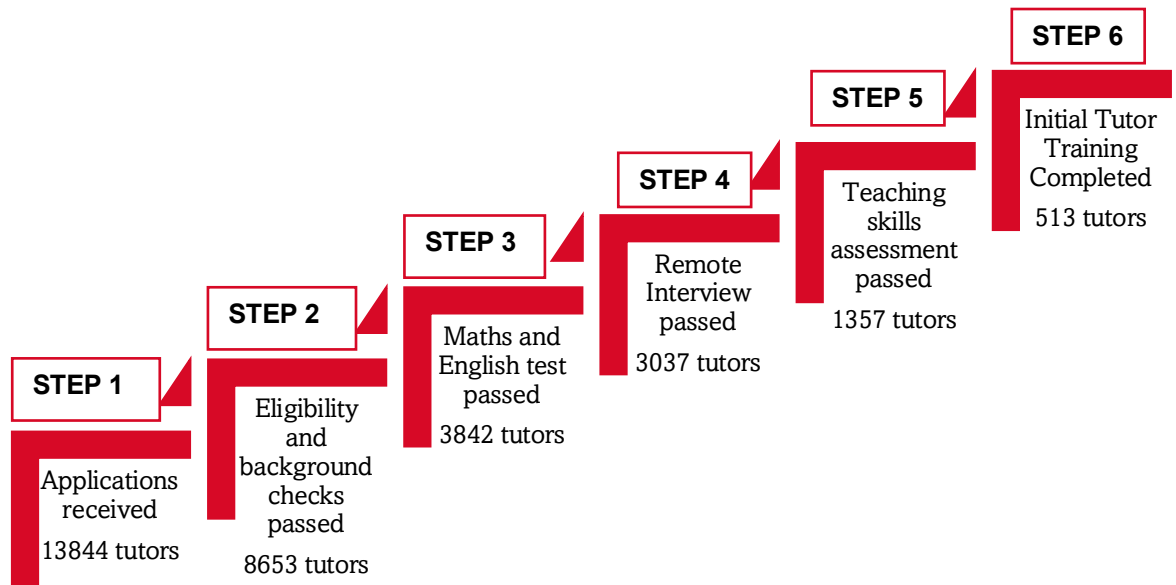 STEP 1
Applications
received
13844 tutors
STEP 2
Eligibility
and
background
checks
passed
8653 tutors
STEP 3
Maths and
English test
passed
3842 tutors
STEP 4
Remote
Interview
passed
3037 tutors
STEP 5
Teaching
skills
assessment
passed
1357 tutors
STEP 6
Initial Tutor
Training
Completed
513 tutors